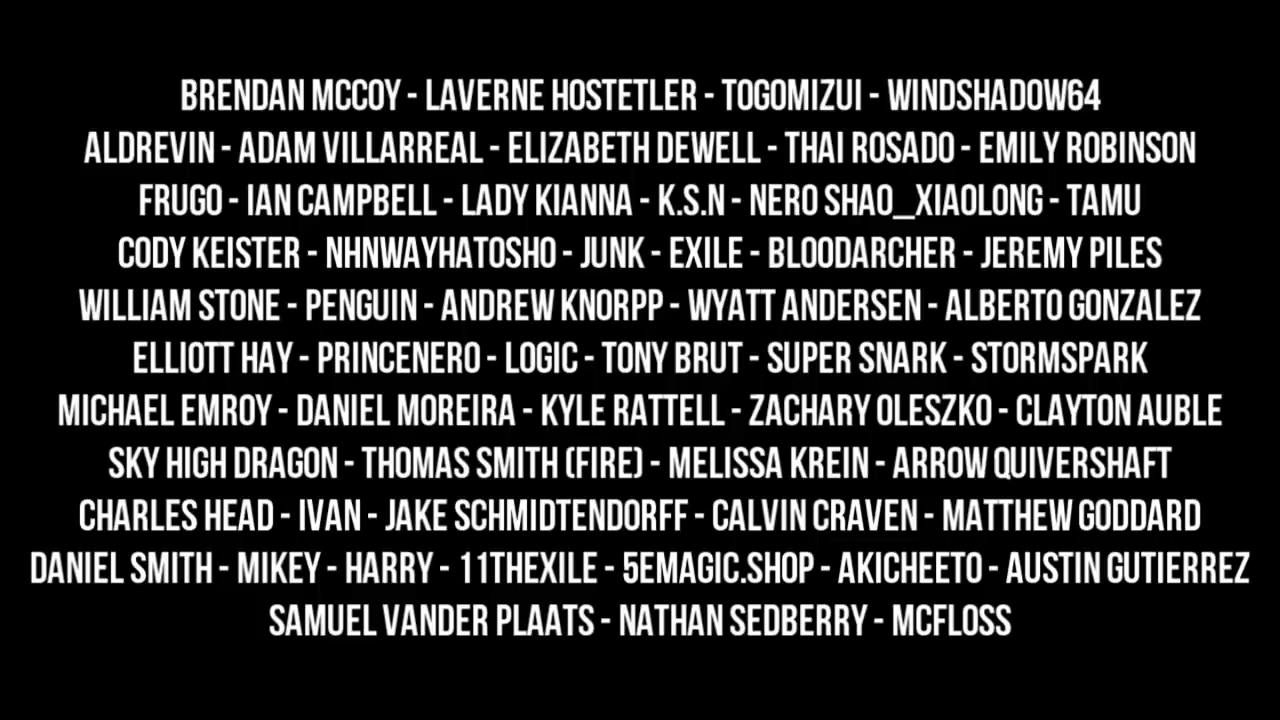 BRENDAN MCCOY - LAVERNE HOSTETLER - TOGOMIZUI - WINDSHADOW64
ALDREVIN - ADAM VILLARREAL - ELIZABETH DEWELL - THAI ROSADO - EMILY ROBINSON
FRUGO - IAN CAMPBELL - LADY KIANNA - K.S.N - NERO SHAO_XIAOLONG - TAMU
CODY KEISTER - NHNWAYHATOSHO - JUNK - EXILE - BLOODARCHER - JEREMY PILES
WILLIAM STONE - PENGUIN - ANDREW KNORPP - WYATT ANDERSEN - ALBERTO GONZALEZ
ELLIOTT HAY - PRINCENERO - LOGIC - TONY BRUT - SUPER SNARK - STORMSPARK
MICHAEL EMROY - DANIEL MOREIRA - KYLE RATTELL - ZACHARY OLESZKO - CLAYTON AUBLE
SKY HIGH DRAGON - THOMAS SMITH (FIRE) - MELISSA KREIN - ARROW QUIVERSHAFT
CHARLES HEAD - IVAN - JAKE SCHMIDTENDORFF - CALVIN CRAVEN - MATTHEW GODDARD
DANIEL SMITH - MIKEY - HARRY - 11THEXILE - 5EMAGIC.SHOP - AKICHEETO - AUSTIN GUTIERREZ
SAMUEL VANDER PLAATS - NATHAN SEDBERRY - MCFLOSS